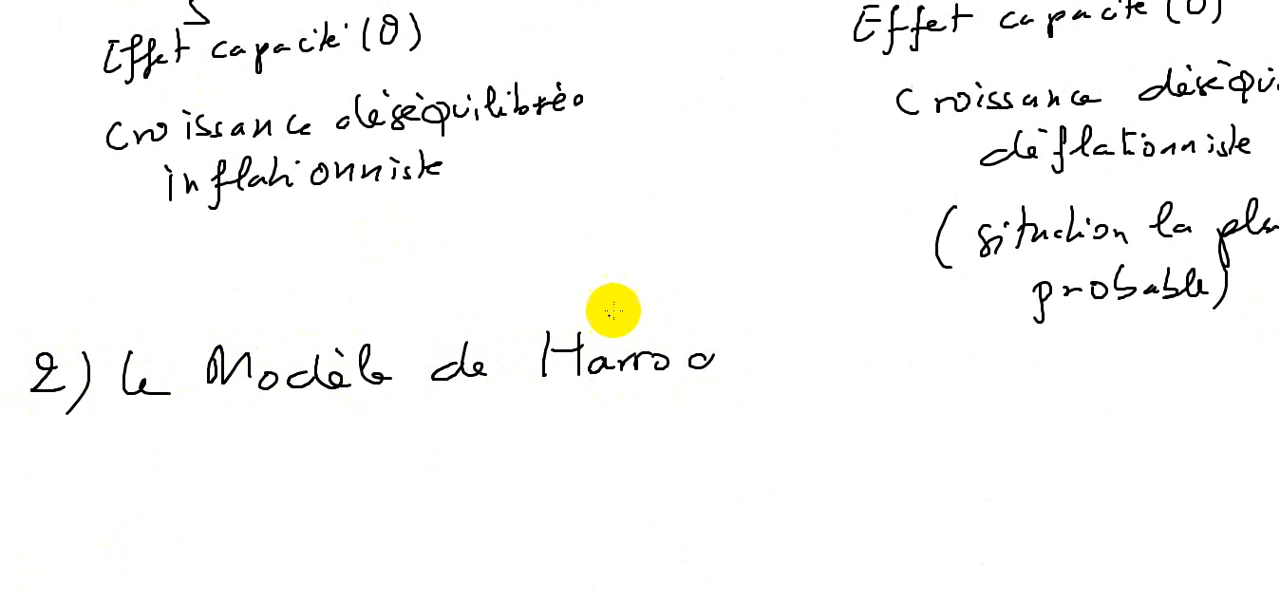 Effet capacité (θ)
Croissance déséquilibrée
inflationniste
Effet capacité (θ)
Croissance déséqui
déflationniste
(situation la plu
probable)
2) Le Modèle de Harrod